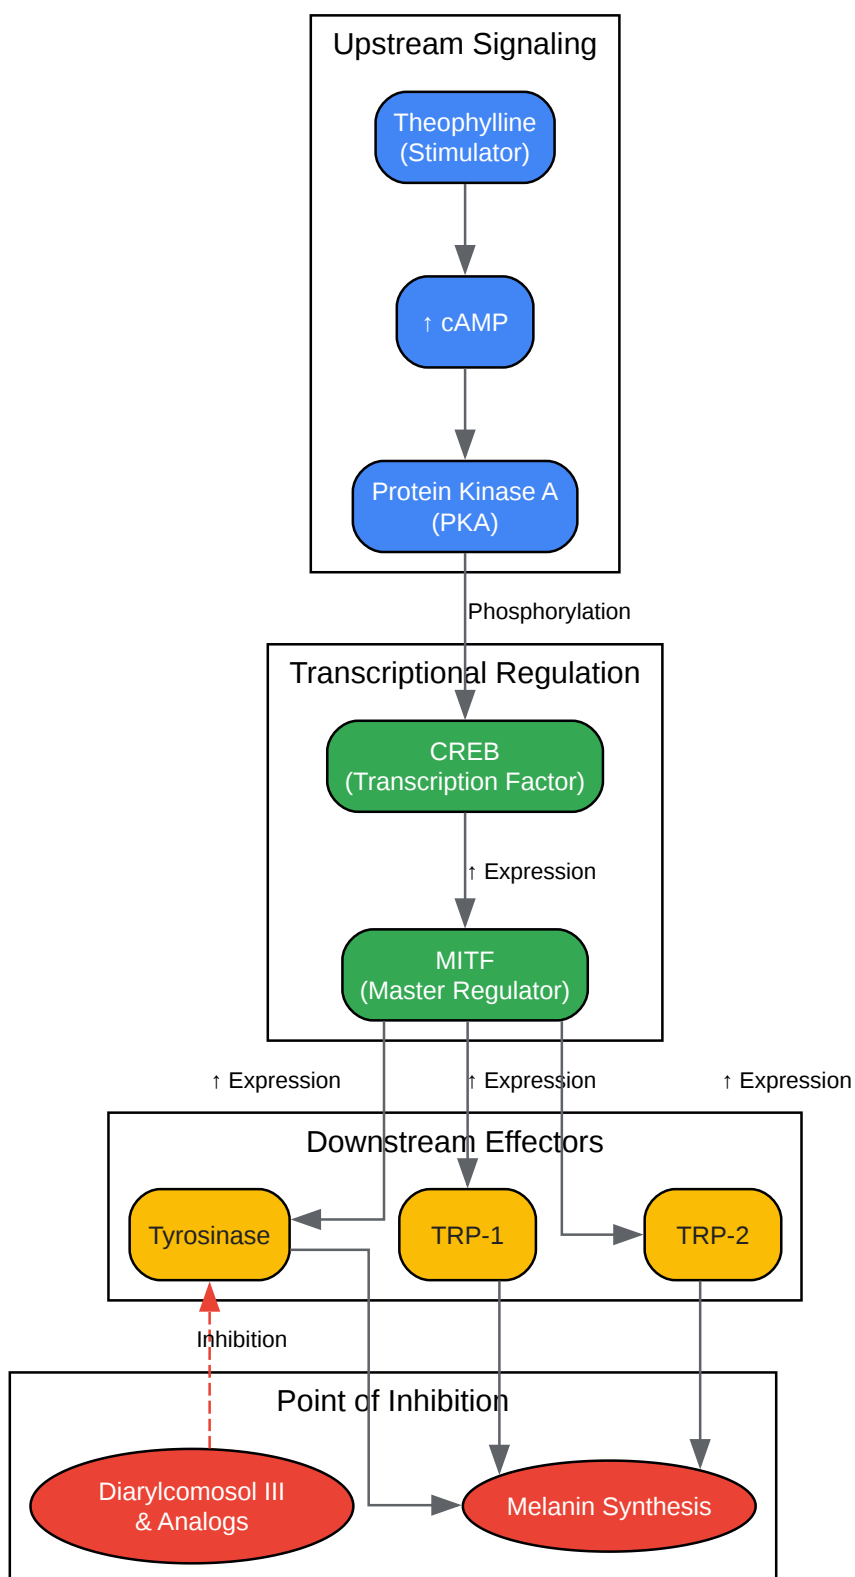 Upstream Signaling
Theophylline
(Stimulator)
↑ cAMP
Protein Kinase A
(PKA)
Phosphorylation
Transcriptional Regulation
CREB
(Transcription Factor)
↑ Expression
MITF
(Master Regulator)
↑ Expression
↑ Expression
↑ Expression
Downstream Effectors
Tyrosinase
TRP-1
TRP-2
Inhibition
Point of Inhibition
Diarylcomosol III
& Analogs
Melanin Synthesis